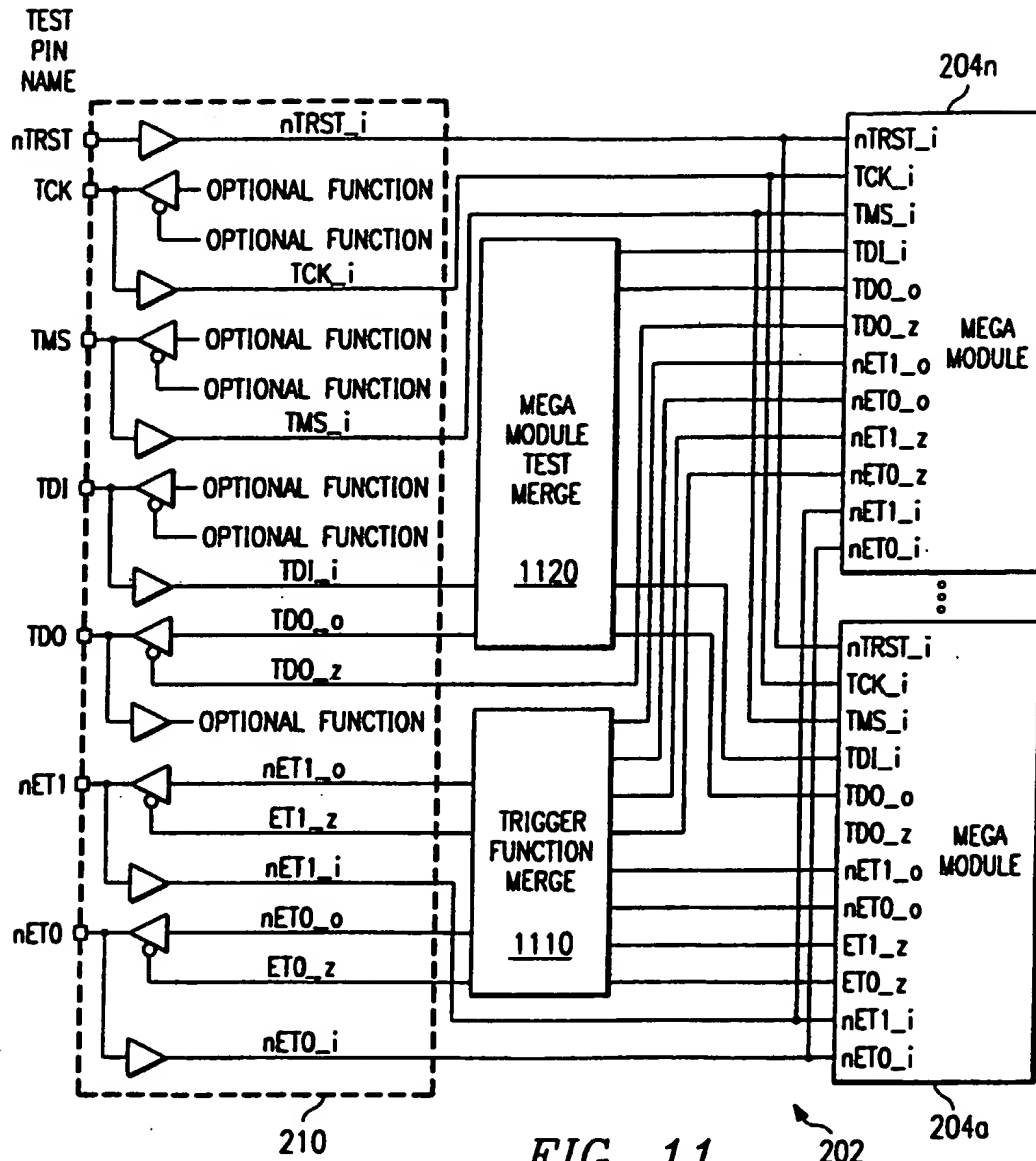 TEST
PIN
NAME
nTRST
TCK
TMS
TDI
TDO
nET1
nET0
nTRST_i
OPTIONAL FUNCTION
OPTIONAL FUNCTION
TCK_i
OPTIONAL FUNCTION
OPTIONAL FUNCTION
TMS_i
OPTIONAL FUNCTION
OPTIONAL FUNCTION
TDI_i
TDO_o
TDO_z
OPTIONAL FUNCTION
nET1_o
ET1_z
nET1_i
nET0_o
ET0_z
nET0_i
210
MEGA
MODULE
TEST
MERGE
1120
TRIGGER
FUNCTION
MERGE
1110
204n
nTRST_i
TCK_i
TMS_i
TDI_i
TDO_o
TDO_z
nET1_o
nET0_o
nET1_z
nET0_z
nET1_i
nET0_i
MEGA
MODULE
nTRST_i
TCK_i
TMS_i
TDI_i
TDO_o
TDO_z
nET1_o
nET0_o
ET1_z
ET0_z
nET1_i
nET0_i
MEGA
MODULE
204a
202
FIG. 11